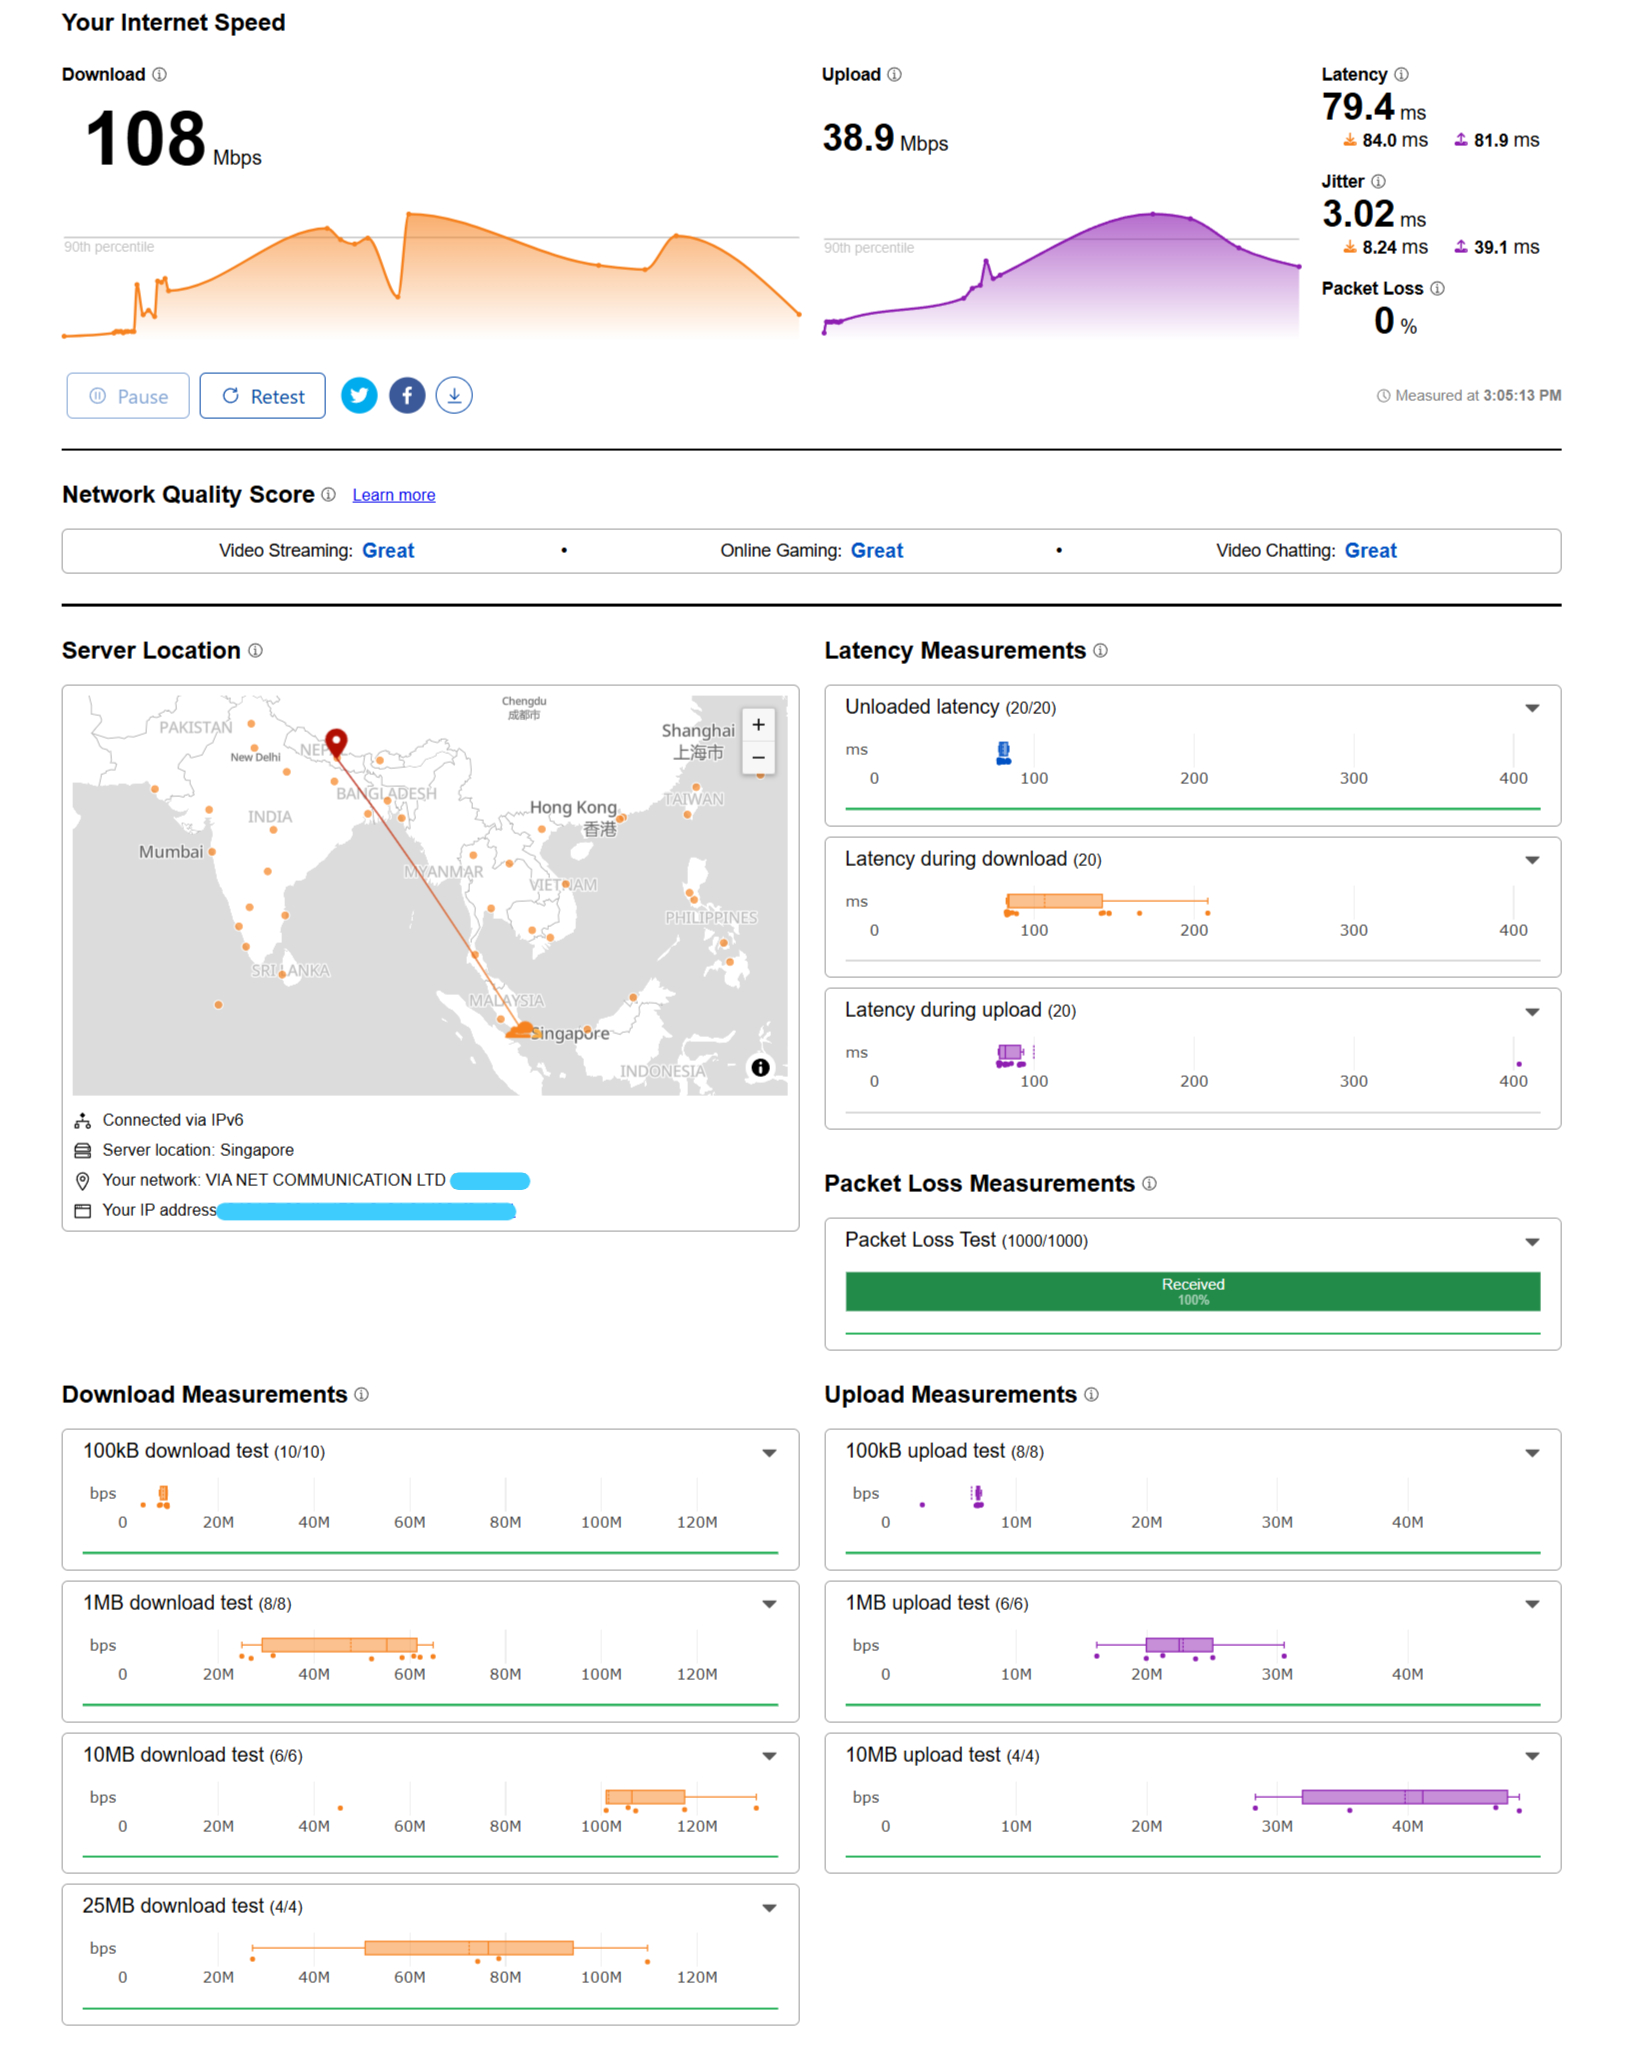 Your Internet Speed
Download
108 Mbps
90th percentile
Upload
38.9 Mbps
90th percentile
Latency
79.4 ms
84.0 ms 81.9 ms
Jitter
3.02 ms
8.24 ms 39.1 ms
Packet Loss
0 %
Pause Retest
Measured at 3:05:13 PM
Network Quality Score Learn more
Video Streaming: Great • Online Gaming: Great • Video Chatting: Great
Server Location
Chengdu
成都市
PAKISTAN
Shanghai
上海市
+
−
New Delhi
BANGLADESH
TAIWAN
INDIA
Hong Kong
香港
Mumbai
MYANMAR
VIETNAM
PHILIPPINES
SRI LANKA
MALAYSIA
Singapore
INDONESIA
Connected via IPv6
Server location: Singapore
Your network: VIA NET COMMUNICATION LTD
Your IP address
Latency Measurements
Unloaded latency (20/20)
ms
0 100 200 300 400
Latency during download (20)
ms
0 100 200 300 400
Latency during upload (20)
ms
0 100 200 300 400
Packet Loss Measurements
Packet Loss Test (1000/1000)
Received
100%
Download Measurements
100kB download test (10/10)
bps
0 20M 40M 60M 80M 100M 120M
1MB download test (8/8)
bps
0 20M 40M 60M 80M 100M 120M
10MB download test (6/6)
bps
0 20M 40M 60M 80M 100M 120M
25MB download test (4/4)
bps
0 20M 40M 60M 80M 100M 120M
Upload Measurements
100kB upload test (8/8)
bps
0 10M 20M 30M 40M
1MB upload test (6/6)
bps
0 10M 20M 30M 40M
10MB upload test (4/4)
bps
0 10M 20M 30M 40M